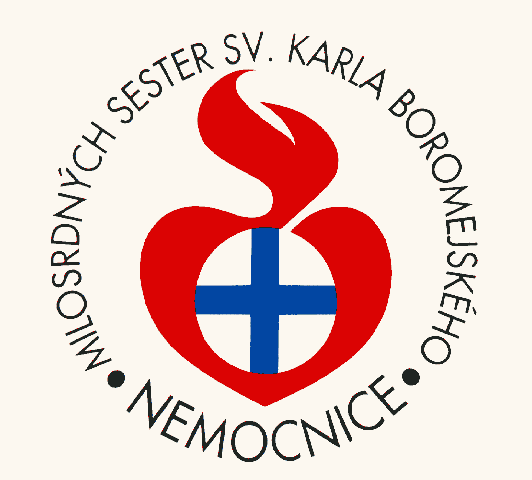 MILOSRDNÝCH SESTER SV. KARLA BOROMEJSKÉHO
• NEMOCNICE •